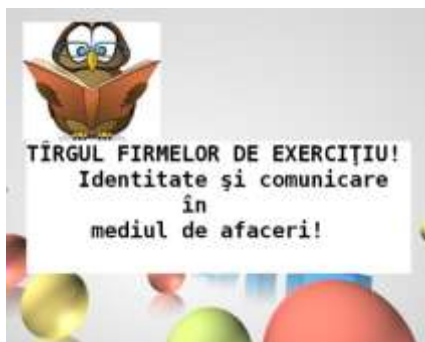 TÎRGUL FIRMELOR DE EXERCIŢIU!
Identitate şi comunicare
în
mediul de afaceri!